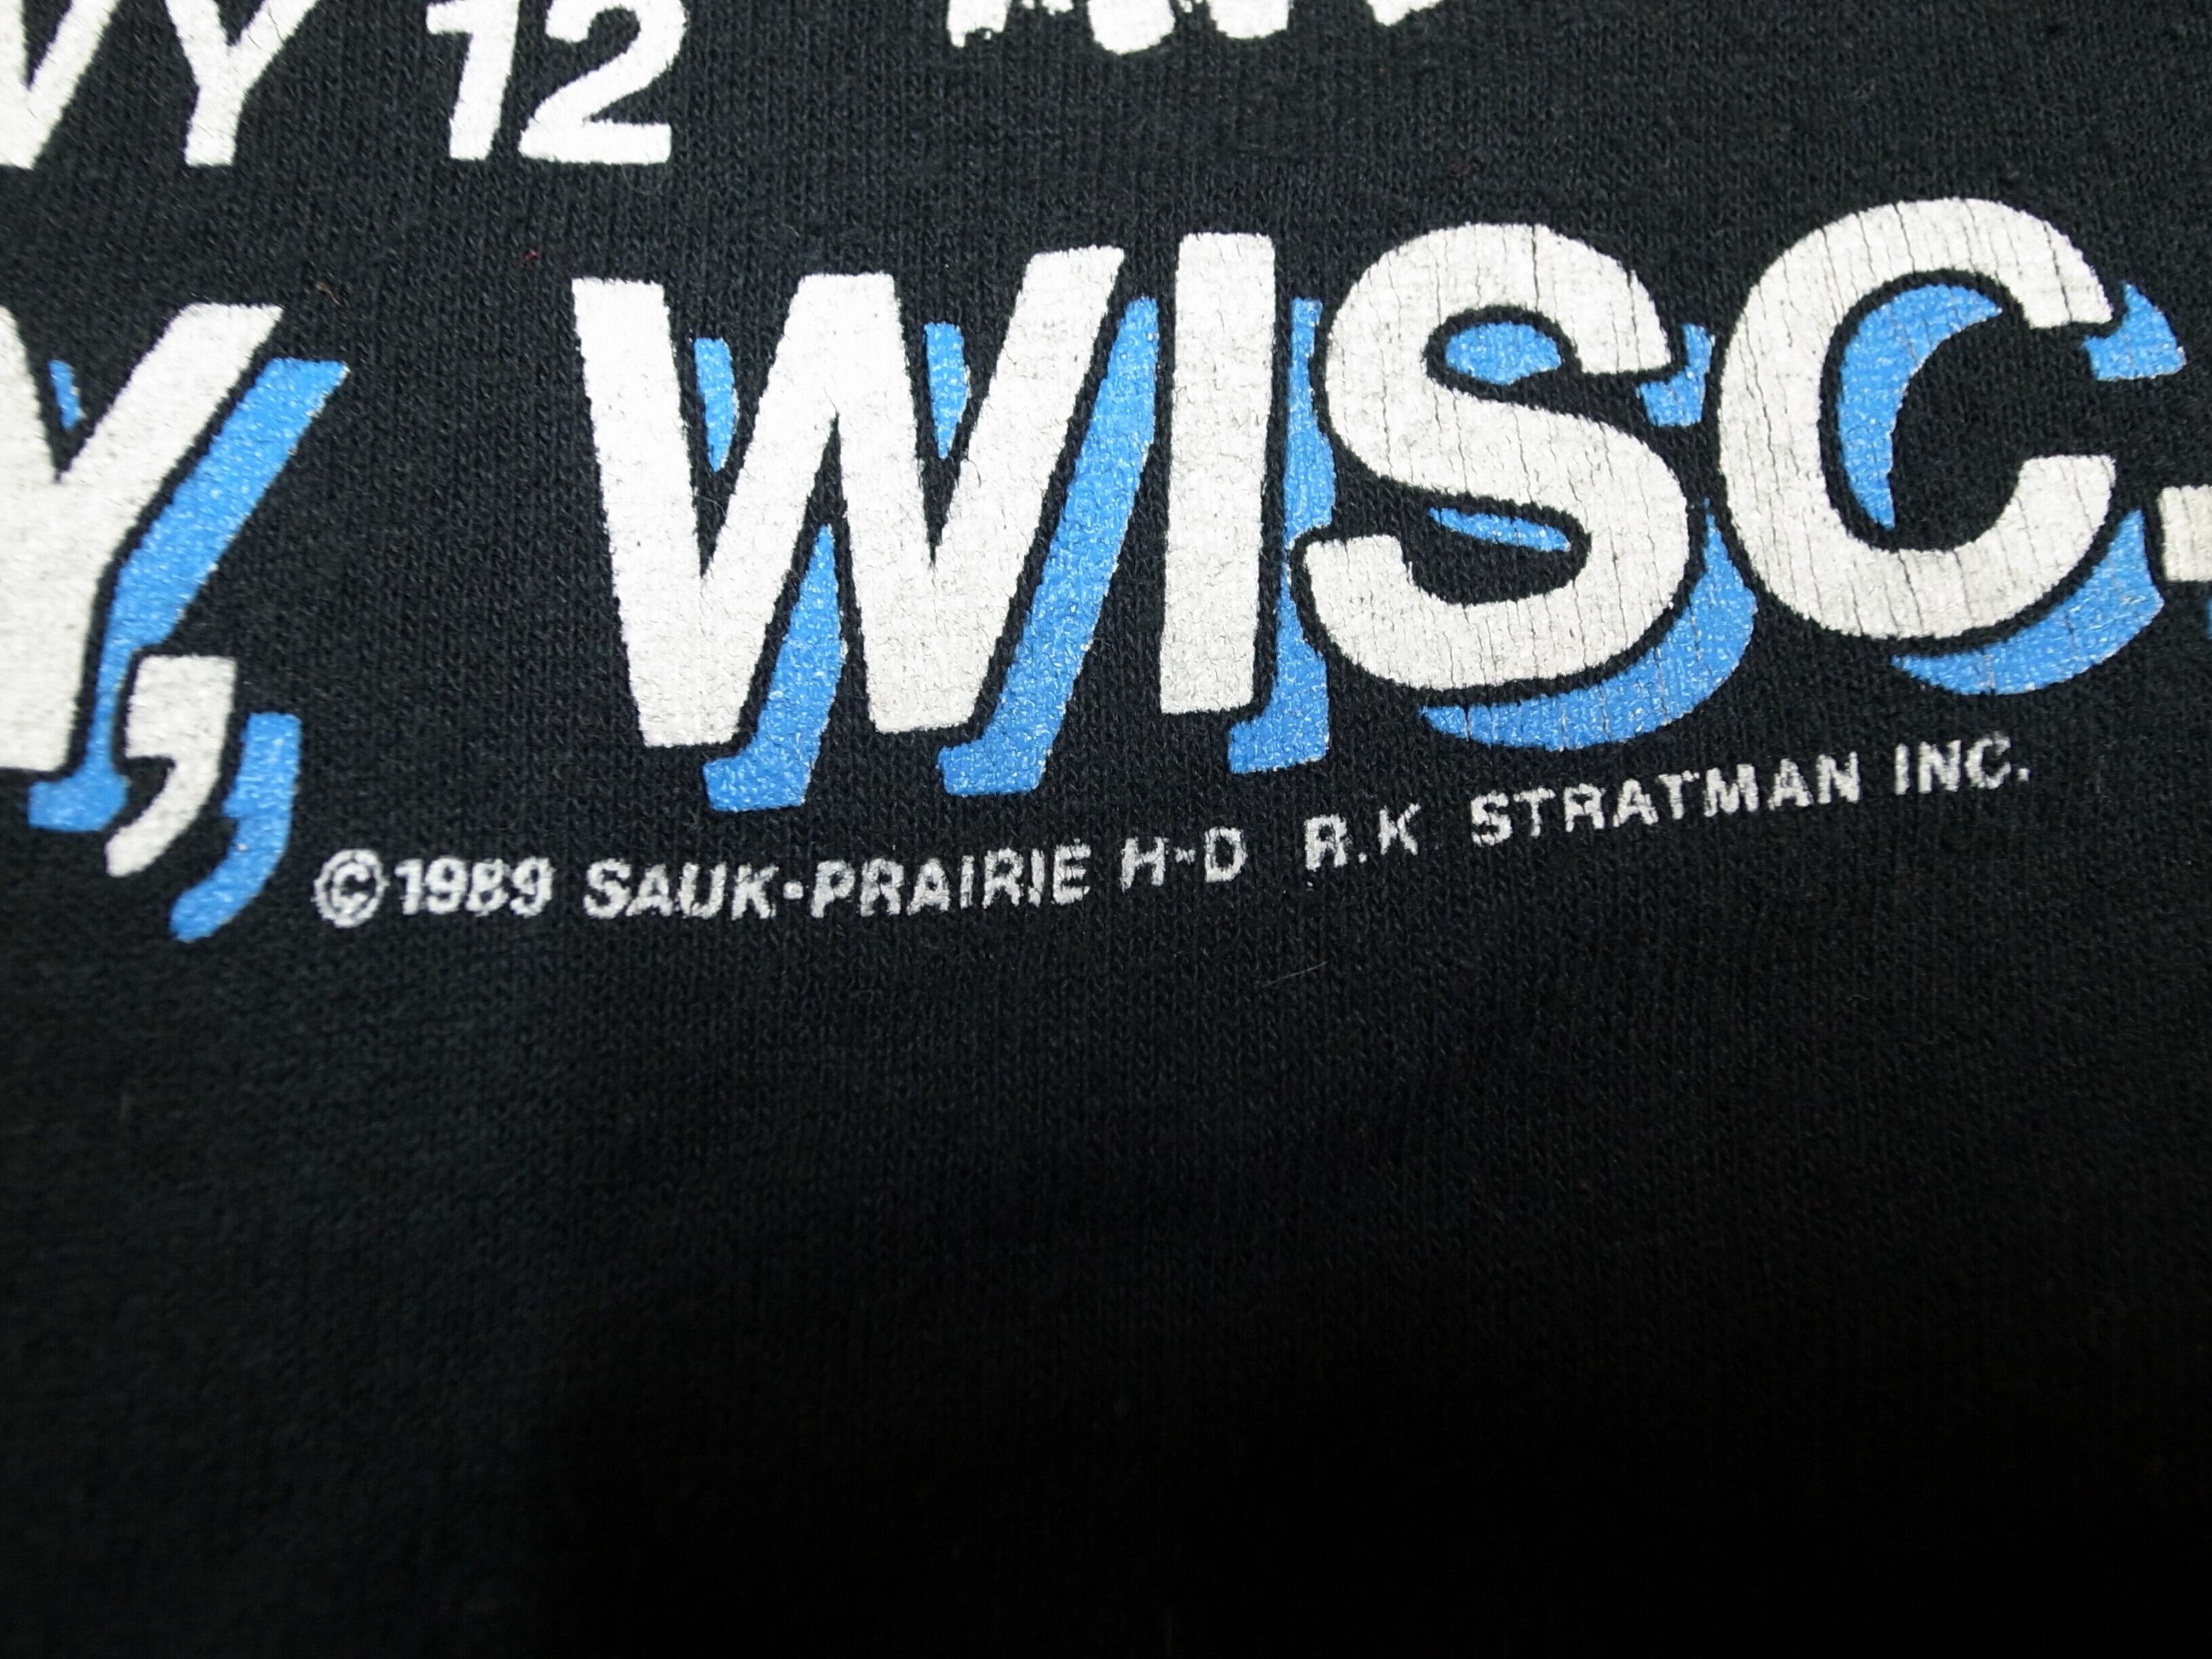 12
WISC.
©1989 SAUK-PRAIRIE H-D R.K STRATMAN INC.